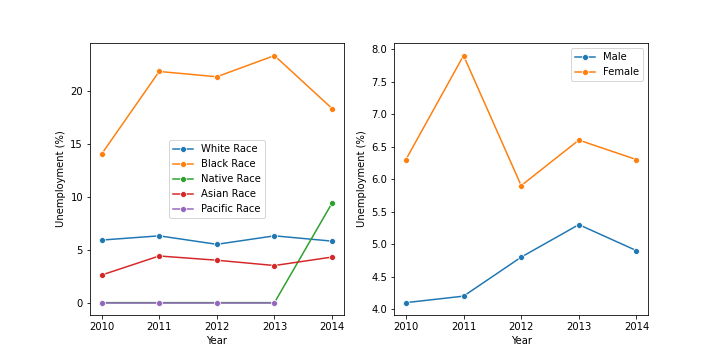 Unemployment (%)
20
15
10
5
0
White Race
Black Race
Native Race
Asian Race
Pacific Race
2010 2011 2012 2013 2014
Year
Unemployment (%)
8.0
7.5
7.0
6.5
6.0
5.5
5.0
4.5
4.0
Male
Female
2010 2011 2012 2013 2014
Year